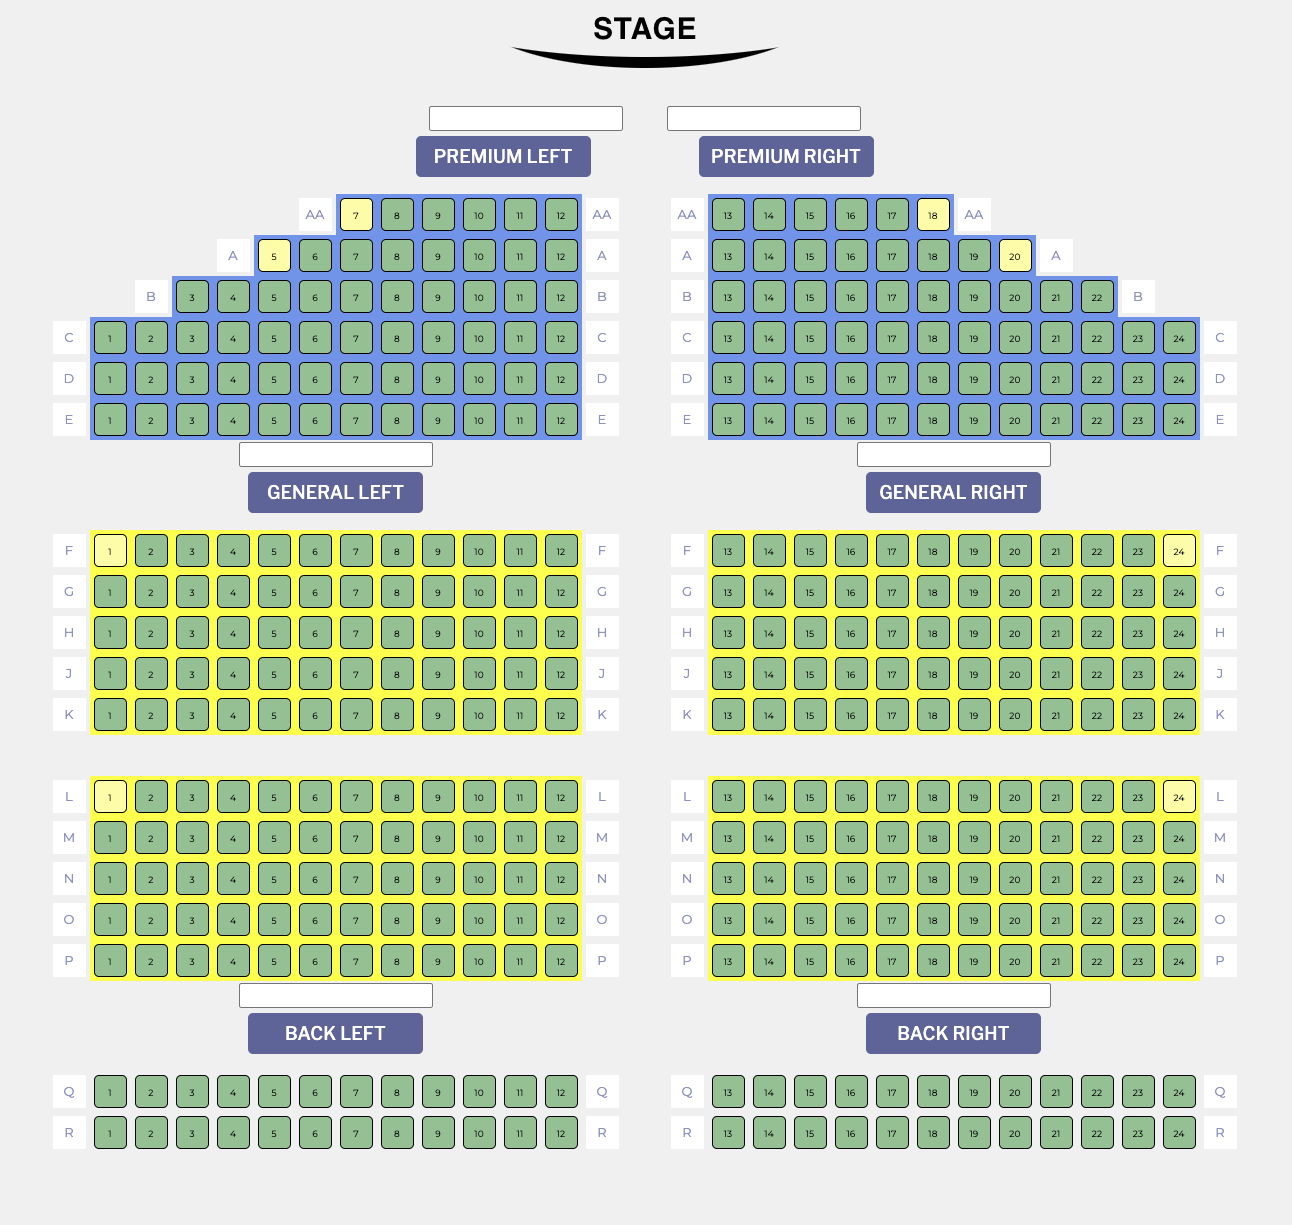 STAGE
PREMIUM LEFT PREMIUM RIGHT
AA 7 8 9 10 11 12 AA AA 13 14 15 16 17 18 AA
A 5 6 7 8 9 10 11 12 A A 13 14 15 16 17 18 19 20 A
B 3 4 5 6 7 8 9 10 11 12 B B 13 14 15 16 17 18 19 20 21 22 B
C 1 2 3 4 5 6 7 8 9 10 11 12 C C 13 14 15 16 17 18 19 20 21 22 23 24 C
D 1 2 3 4 5 6 7 8 9 10 11 12 D D 13 14 15 16 17 18 19 20 21 22 23 24 D
E 1 2 3 4 5 6 7 8 9 10 11 12 E E 13 14 15 16 17 18 19 20 21 22 23 24 E
GENERAL LEFT GENERAL RIGHT
F 1 2 3 4 5 6 7 8 9 10 11 12 F F 13 14 15 16 17 18 19 20 21 22 23 24 F
G 1 2 3 4 5 6 7 8 9 10 11 12 G G 13 14 15 16 17 18 19 20 21 22 23 24 G
H 1 2 3 4 5 6 7 8 9 10 11 12 H H 13 14 15 16 17 18 19 20 21 22 23 24 H
J 1 2 3 4 5 6 7 8 9 10 11 12 J J 13 14 15 16 17 18 19 20 21 22 23 24 J
K 1 2 3 4 5 6 7 8 9 10 11 12 K K 13 14 15 16 17 18 19 20 21 22 23 24 K
L 1 2 3 4 5 6 7 8 9 10 11 12 L L 13 14 15 16 17 18 19 20 21 22 23 24 L
M 1 2 3 4 5 6 7 8 9 10 11 12 M M 13 14 15 16 17 18 19 20 21 22 23 24 M
N 1 2 3 4 5 6 7 8 9 10 11 12 N N 13 14 15 16 17 18 19 20 21 22 23 24 N
O 1 2 3 4 5 6 7 8 9 10 11 12 O O 13 14 15 16 17 18 19 20 21 22 23 24 O
P 1 2 3 4 5 6 7 8 9 10 11 12 P P 13 14 15 16 17 18 19 20 21 22 23 24 P
BACK LEFT BACK RIGHT
Q 1 2 3 4 5 6 7 8 9 10 11 12 Q Q 13 14 15 16 17 18 19 20 21 22 23 24 Q
R 1 2 3 4 5 6 7 8 9 10 11 12 R R 13 14 15 16 17 18 19 20 21 22 23 24 R